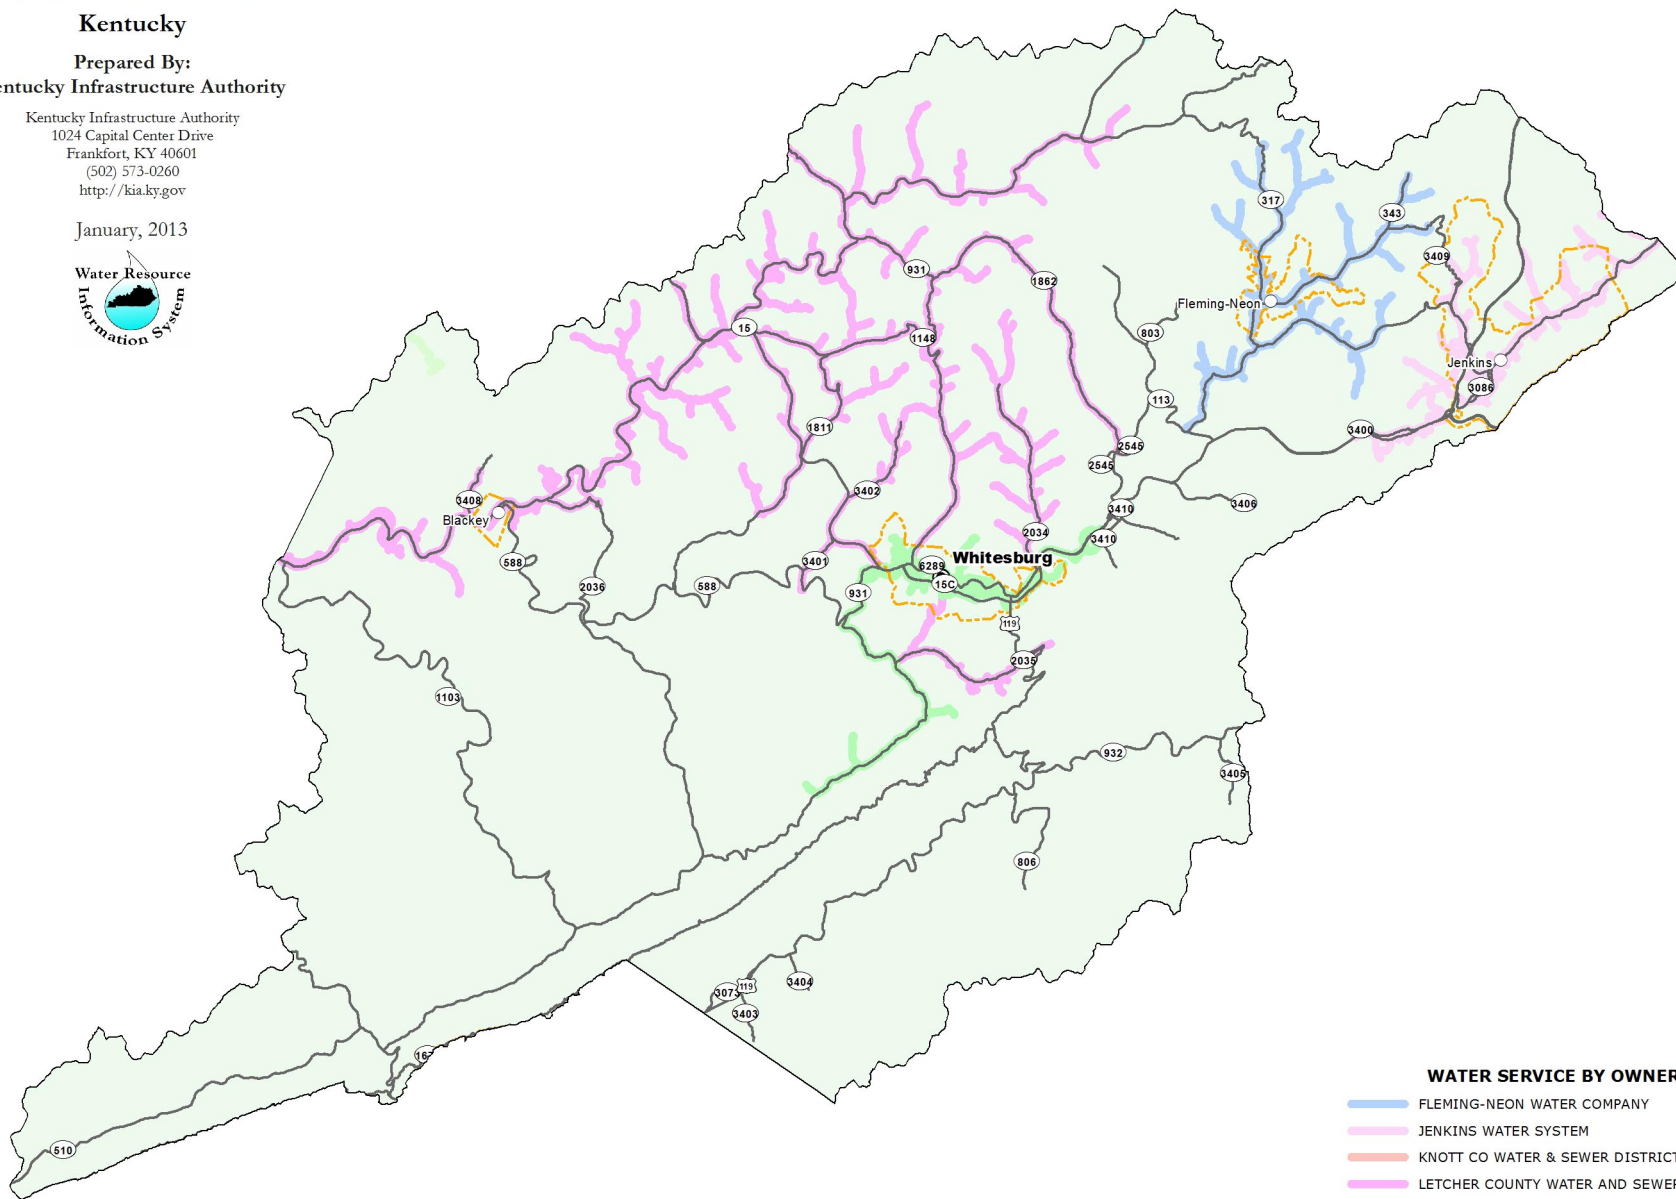 Kentucky
Prepared By:
entucky Infrastructure Authority
Kentucky Infrastructure Authority
1024 Capital Center Drive
Frankfort, KY 40601
(502) 573-0260
http://kia.ky.gov
January, 2013
Water Resource
Information System
317
343
3409
931
1862
Fleming-Neon
803
15
1148
Jenkins
3086
113
1811
3400
2545
2545
3402
3408
Blackey
3406
3410
2034
3410
588
3401
6289
Whitesburg
15C
2036
588
931
119
2035
1103
932
3405
806
3073
119
3404
3403
510
WATER SERVICE BY OWNER
FLEMING-NEON WATER COMPANY
JENKINS WATER SYSTEM
KNOTT CO WATER & SEWER DISTRICT
LETCHER COUNTY WATER AND SEWER